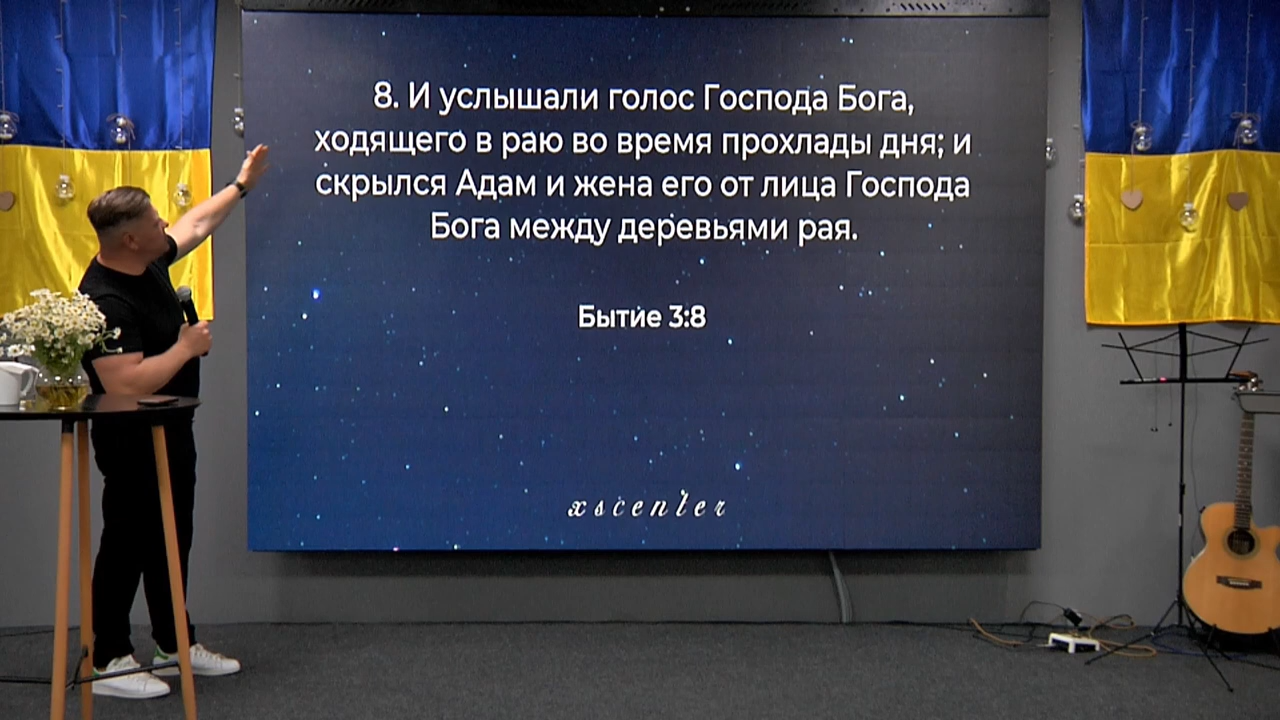 8. И услышали голос Господа Бога,
ходящего в раю во время прохлады дня; и
скрылся Адам и жена его от лица Господа
Бога между деревьями рая.
Бытие 3:8
xscenter